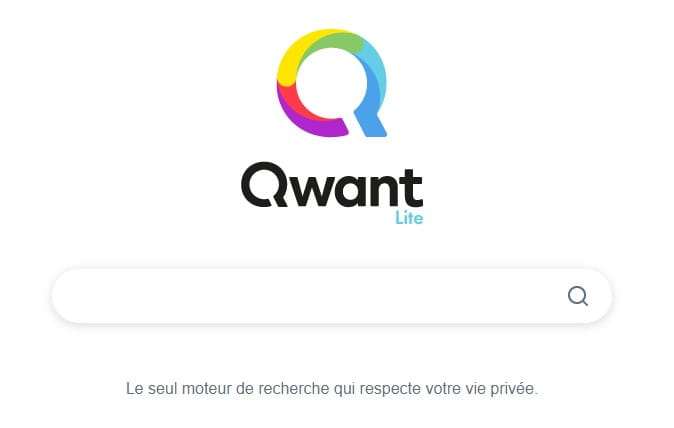 Qwant
Lite
Le seul moteur de recherche qui respecte votre vie privée.